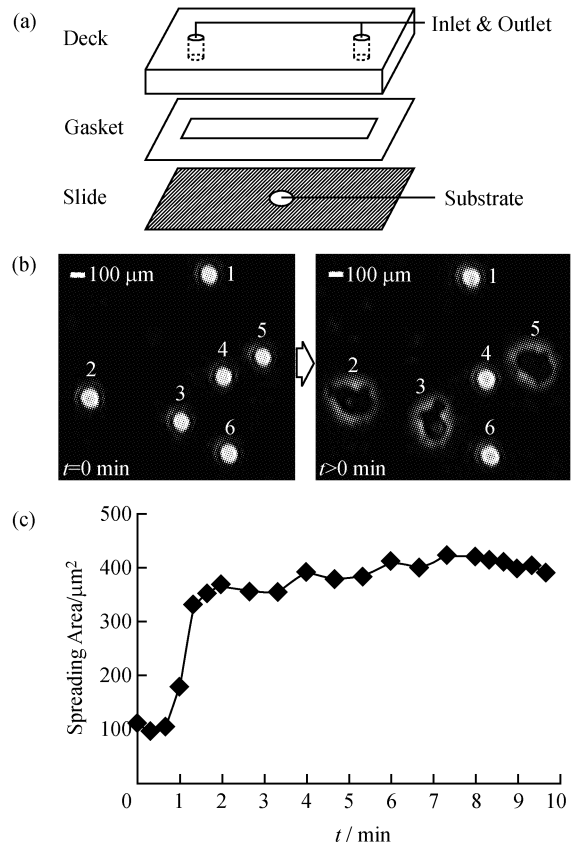 (a)
Deck
Inlet & Outlet
Gasket
Slide
Substrate
(b)
100 μm
1
2
3
4
5
6
t=0 min
100 μm
1
2
3
4
5
6
t>0 min
(c)
Spreading Area/μm²
500
400
300
200
100
0 1 2 3 4 5 6 7 8 9 10
t / min